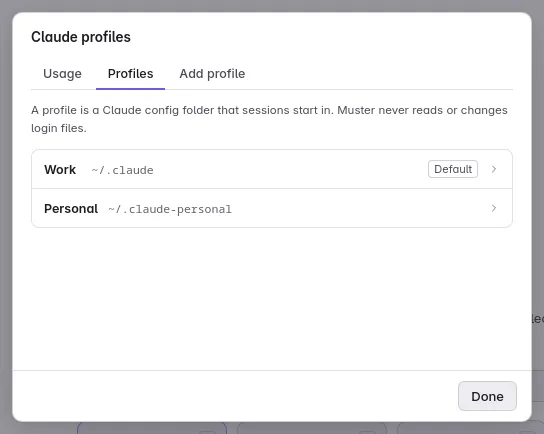 Claude profiles
Usage Profiles Add profile
A profile is a Claude config folder that sessions start in. Muster never reads or changes
login files.
Work ~/.claude Default
Personal ~/.claude-personal
Done